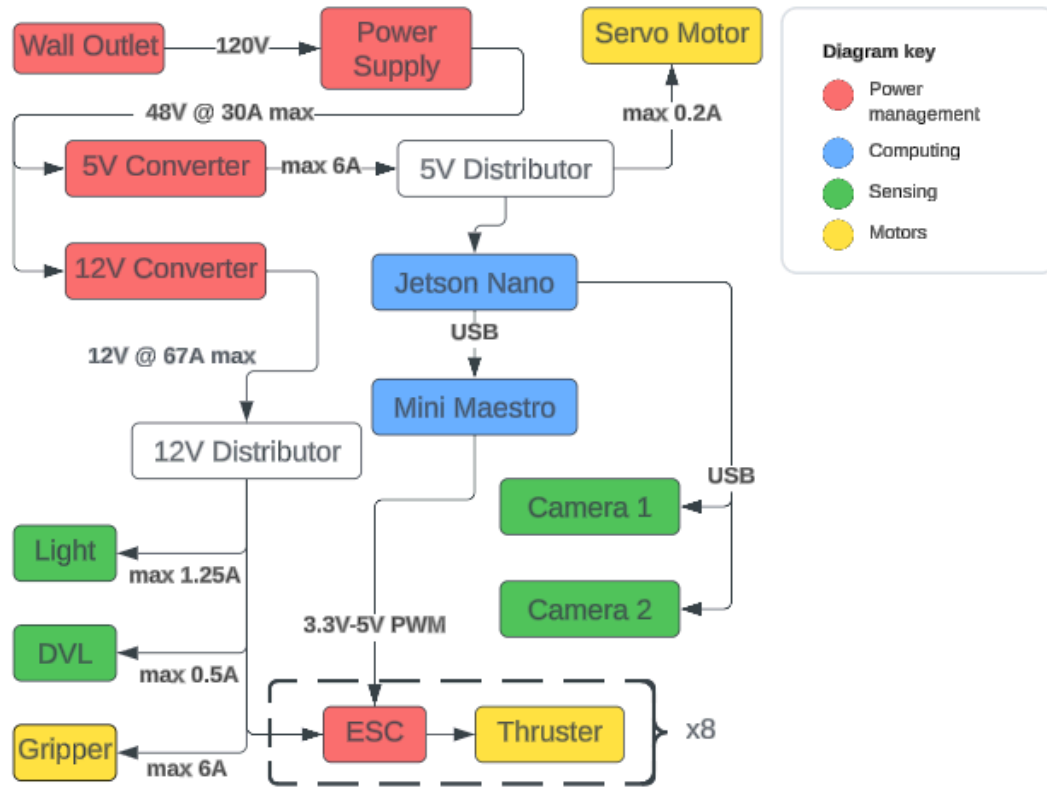 Wall Outlet
120V
Power
Supply
Servo Motor
Diagram key
Power
management
Computing
Sensing
Motors
48V @ 30A max
max 0.2A
5V Converter
max 6A
5V Distributor
12V Converter
Jetson Nano
USB
12V @ 67A max
Mini Maestro
12V Distributor
USB
Camera 1
Light
max 1.25A
Camera 2
3.3V-5V PWM
DVL
max 0.5A
ESC
Thruster
x8
Gripper
max 6A